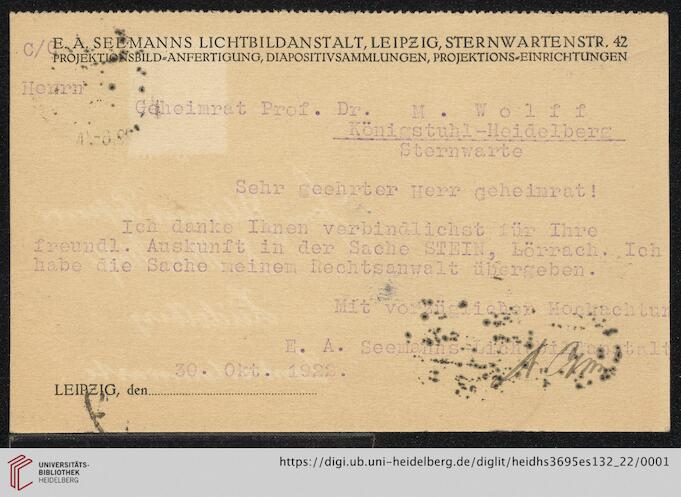 E. A. SEEMANNS LICHTBILDANSTALT, LEIPZIG, STERNWARTENSTR. 42
PROJEKTIONSBILD-ANFERTIGUNG, DIAPOSITIVSAMMLUNGEN, PROJEKTIONS-EINRICHTUNGEN
Herrn
Geheimrat Prof. Dr. M. Wolff
Königstuhl-Heidelberg
Sternwarte
Sehr geehrter Herr Geheimrat!
Ich danke Ihnen verbindlichst für Ihre
freundl. Auskunft in der Sache STEIN, Lörrach. Ich
habe die Sache meinem Rechtsanwalt übergeben.
Mit vorzüglicher Hochachtun
E. A. Seemanns Lichtbildanstalt
30. Okt. 1922.
LEIPZIG, den
UNIVERSITÄTS-
BIBLIOTHEK
HEIDELBERG
https://digi.ub.uni-heidelberg.de/diglit/heidhs3695es132_22/0001